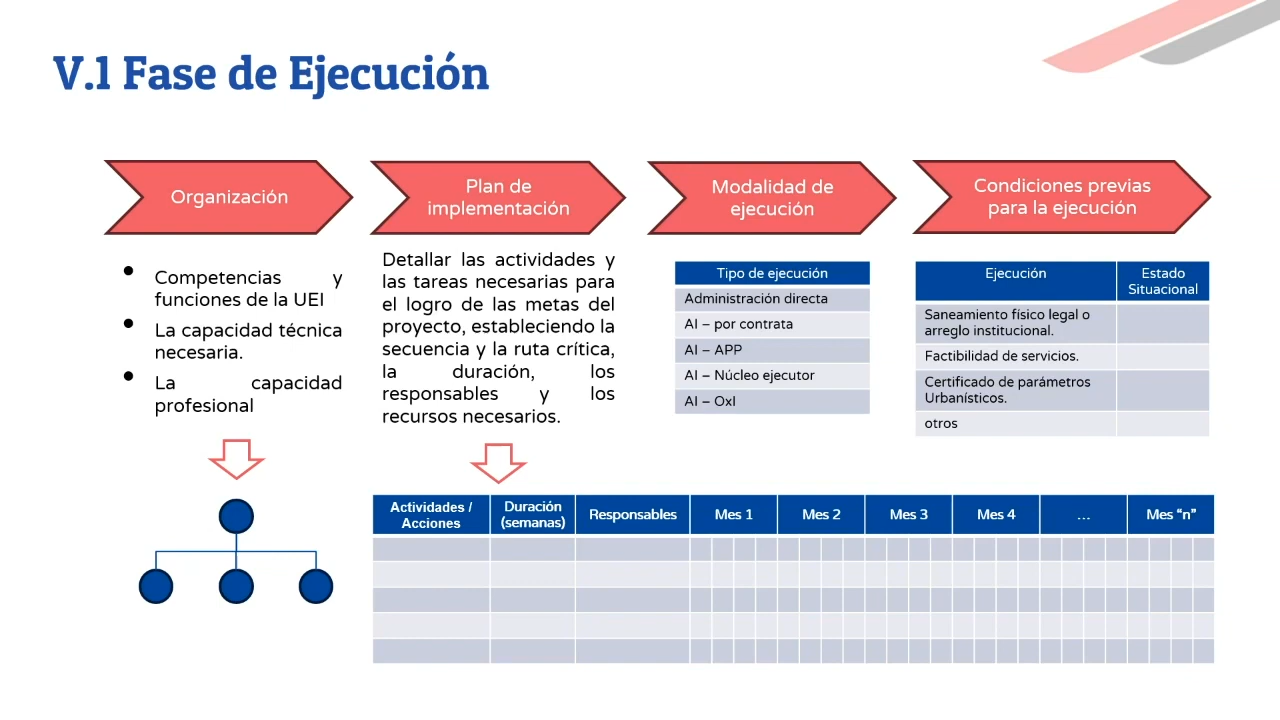 V.1 Fase de Ejecución
Organización
Competencias y
funciones de la UEI
La capacidad técnica
necesaria.
La capacidad
profesional
Plan de
implementación
Detallar las actividades y
las tareas necesarias para
el logro de las metas del
proyecto, estableciendo la
secuencia y la ruta crítica,
la duración, los
responsables y los
recursos necesarios.
Modalidad de
ejecución
Tipo de ejecución
Administración directa
AI – por contrata
AI – APP
AI – Núcleo ejecutor
AI – OxI
Condiciones previas
para la ejecución
Ejecución
Estado
Situacional
Saneamiento físico legal o
arreglo institucional.
Factibilidad de servicios.
Certificado de parámetros
Urbanísticos.
otros
Actividades /
Acciones
Duración
(semanas)
Responsables
Mes 1
Mes 2
Mes 3
Mes 4
...
Mes “n”